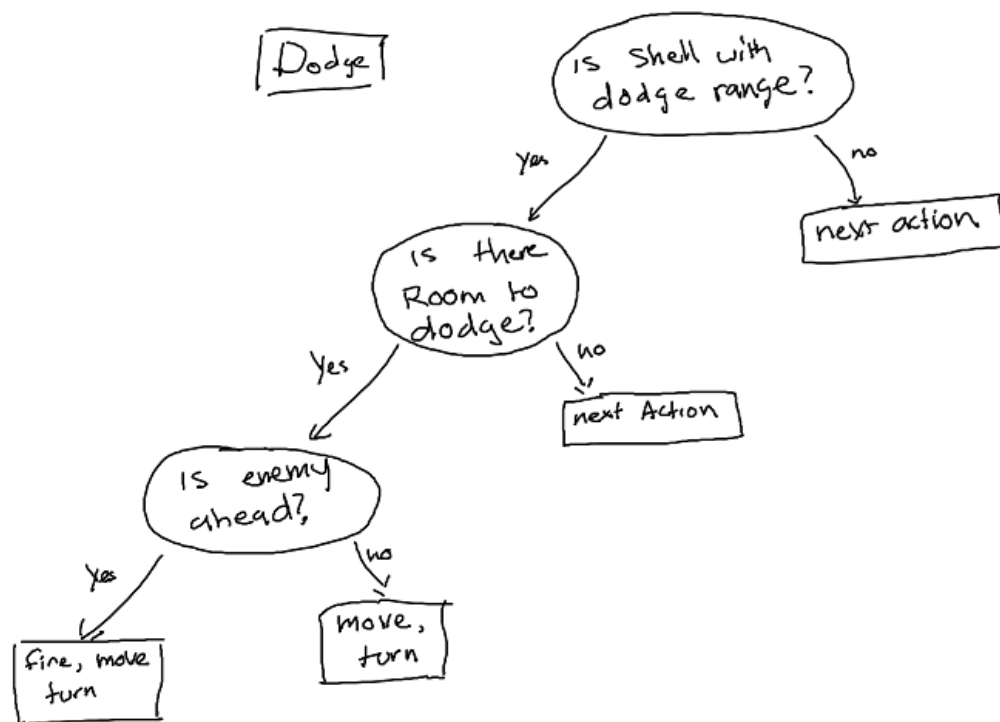 Dodge
is shell with
dodge range?
yes
no
next action
is there
Room to
dodge?
Yes
no
next Action
is enemy
ahead?
Yes
no
fire, move
turn
move,
turn